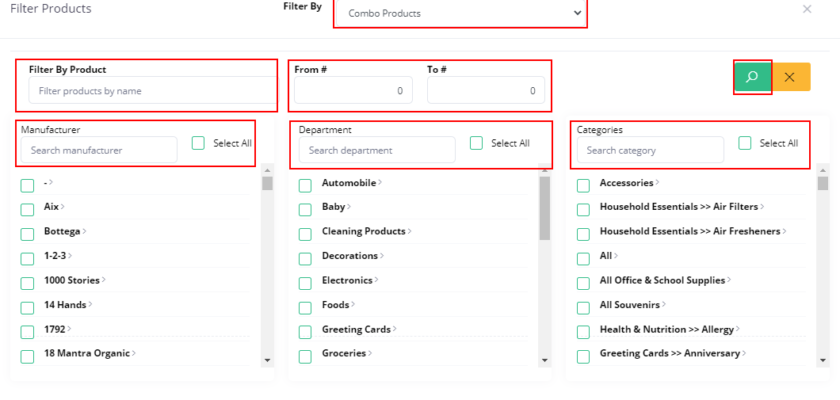 Filter Products
Filter By
Combo Products
Filter By Product
Filter products by name
From #
0
To #
0
Manufacturer
Search manufacturer
Select All
-
Aix
Bottega
1-2-3
1000 Stories
14 Hands
1792
18 Mantra Organic
Department
Search department
Select All
Automobile
Baby
Cleaning Products
Decorations
Electronics
Foods
Greeting Cards
Groceries
Categories
Search category
Select All
Accessories
Household Essentials >> Air Filters
Household Essentials >> Air Fresheners
All
All Office & School Supplies
All Souvenirs
Health & Nutrition >> Allergy
Greeting Cards >> Anniversary